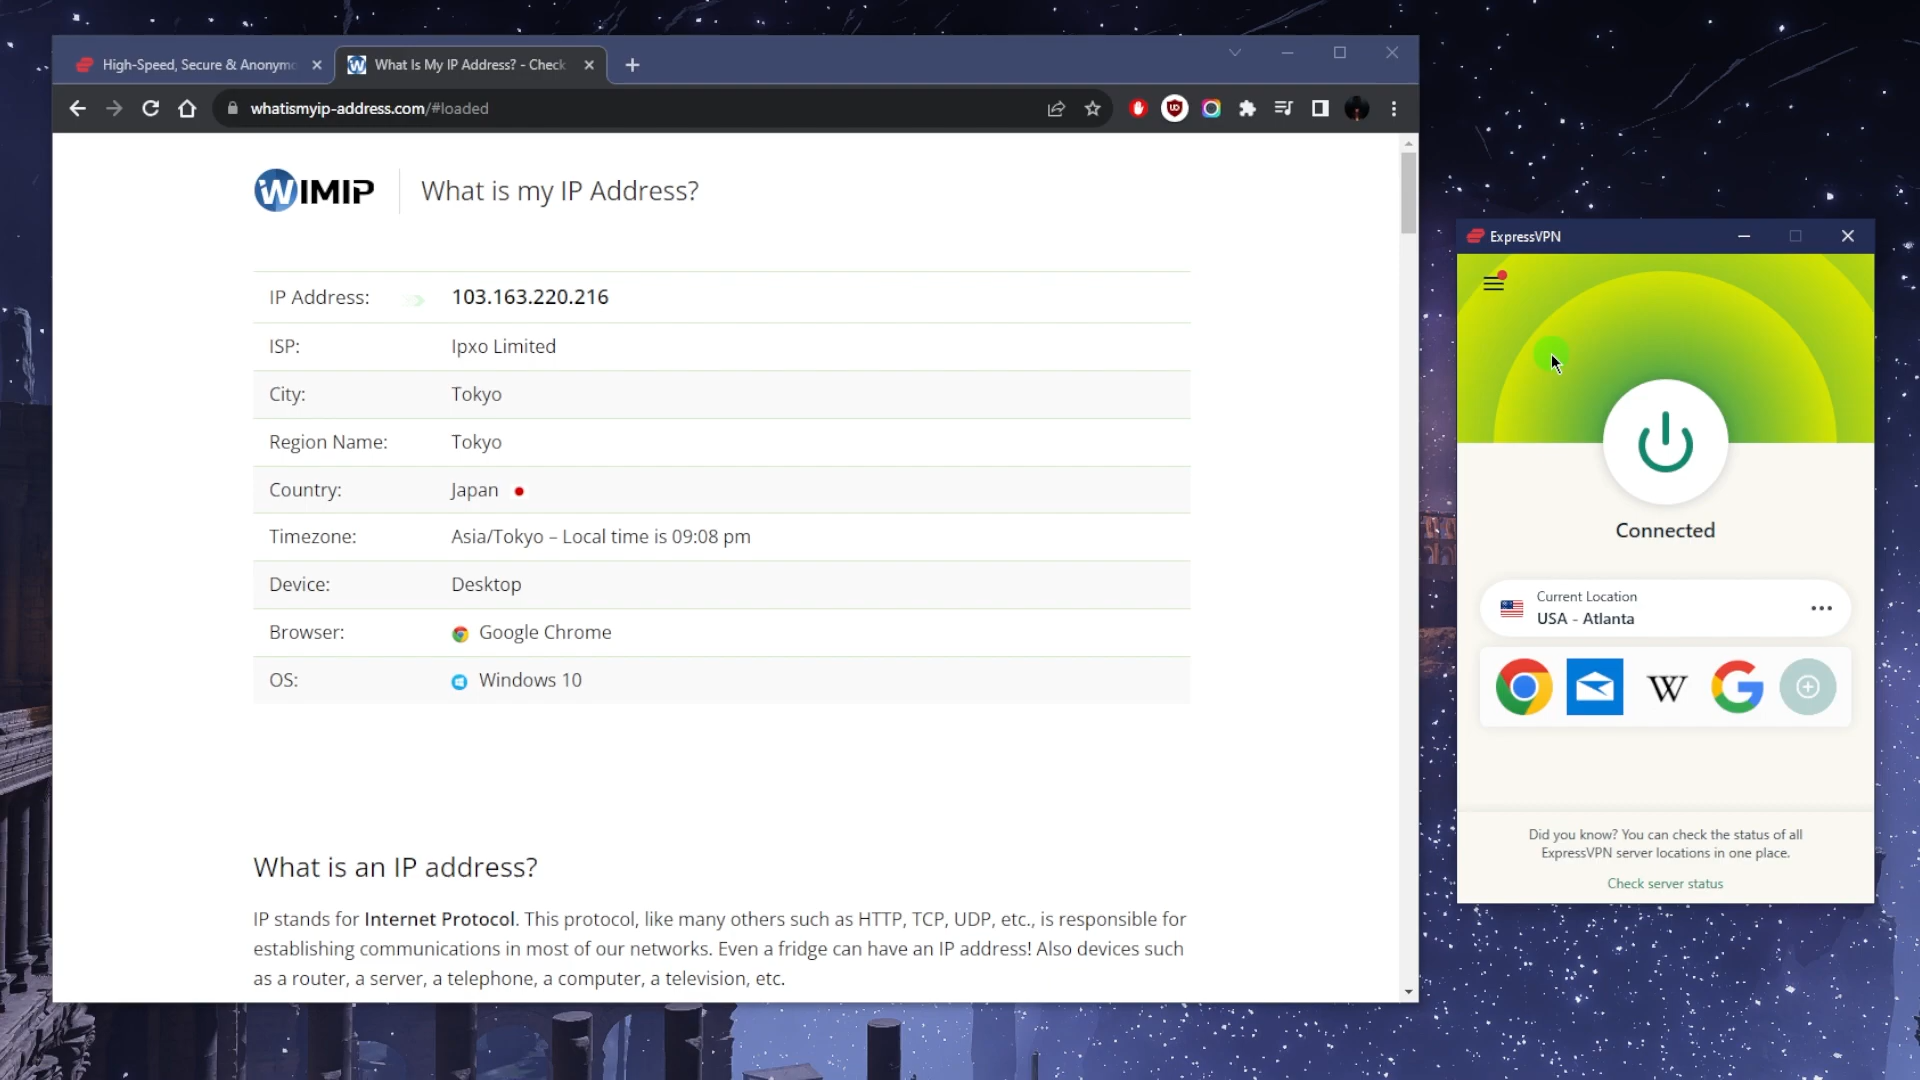 High-Speed, Secure & Anonymo
What Is My IP Address? - Check
whatismyip-address.com/#loaded
WIMIP
What is my IP Address?
IP Address: 103.163.220.216
ISP: Ipxo Limited
City: Tokyo
Region Name: Tokyo
Country: Japan
Timezone: Asia/Tokyo – Local time is 09:08 pm
Device: Desktop
Browser: Google Chrome
OS: Windows 10
What is an IP address?
IP stands for Internet Protocol. This protocol, like many others such as HTTP, TCP, UDP, etc., is responsible for
establishing communications in most of our networks. Even a fridge can have an IP address! Also devices such
as a router, a server, a telephone, a computer, a television, etc.
ExpressVPN
Connected
Current Location
USA - Atlanta
W
Did you know? You can check the status of all
ExpressVPN server locations in one place.
Check server status